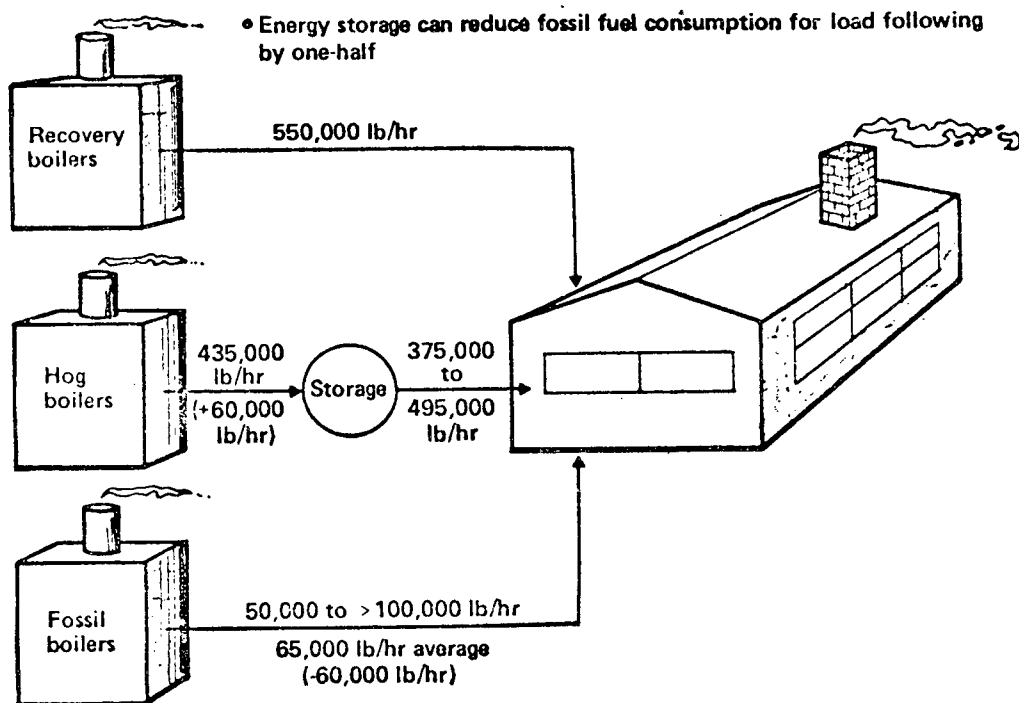 • Energy storage can reduce fossil fuel consumption for load following
by one-half
Recovery
boilers
550,000 lb/hr
Hog
boilers
435,000
lb/hr
(+60,000
lb/hr)
Storage
375,000
to
495,000
lb/hr
Fossil
boilers
50,000 to >100,000 lb/hr
65,000 lb/hr average
(-60,000 lb/hr)